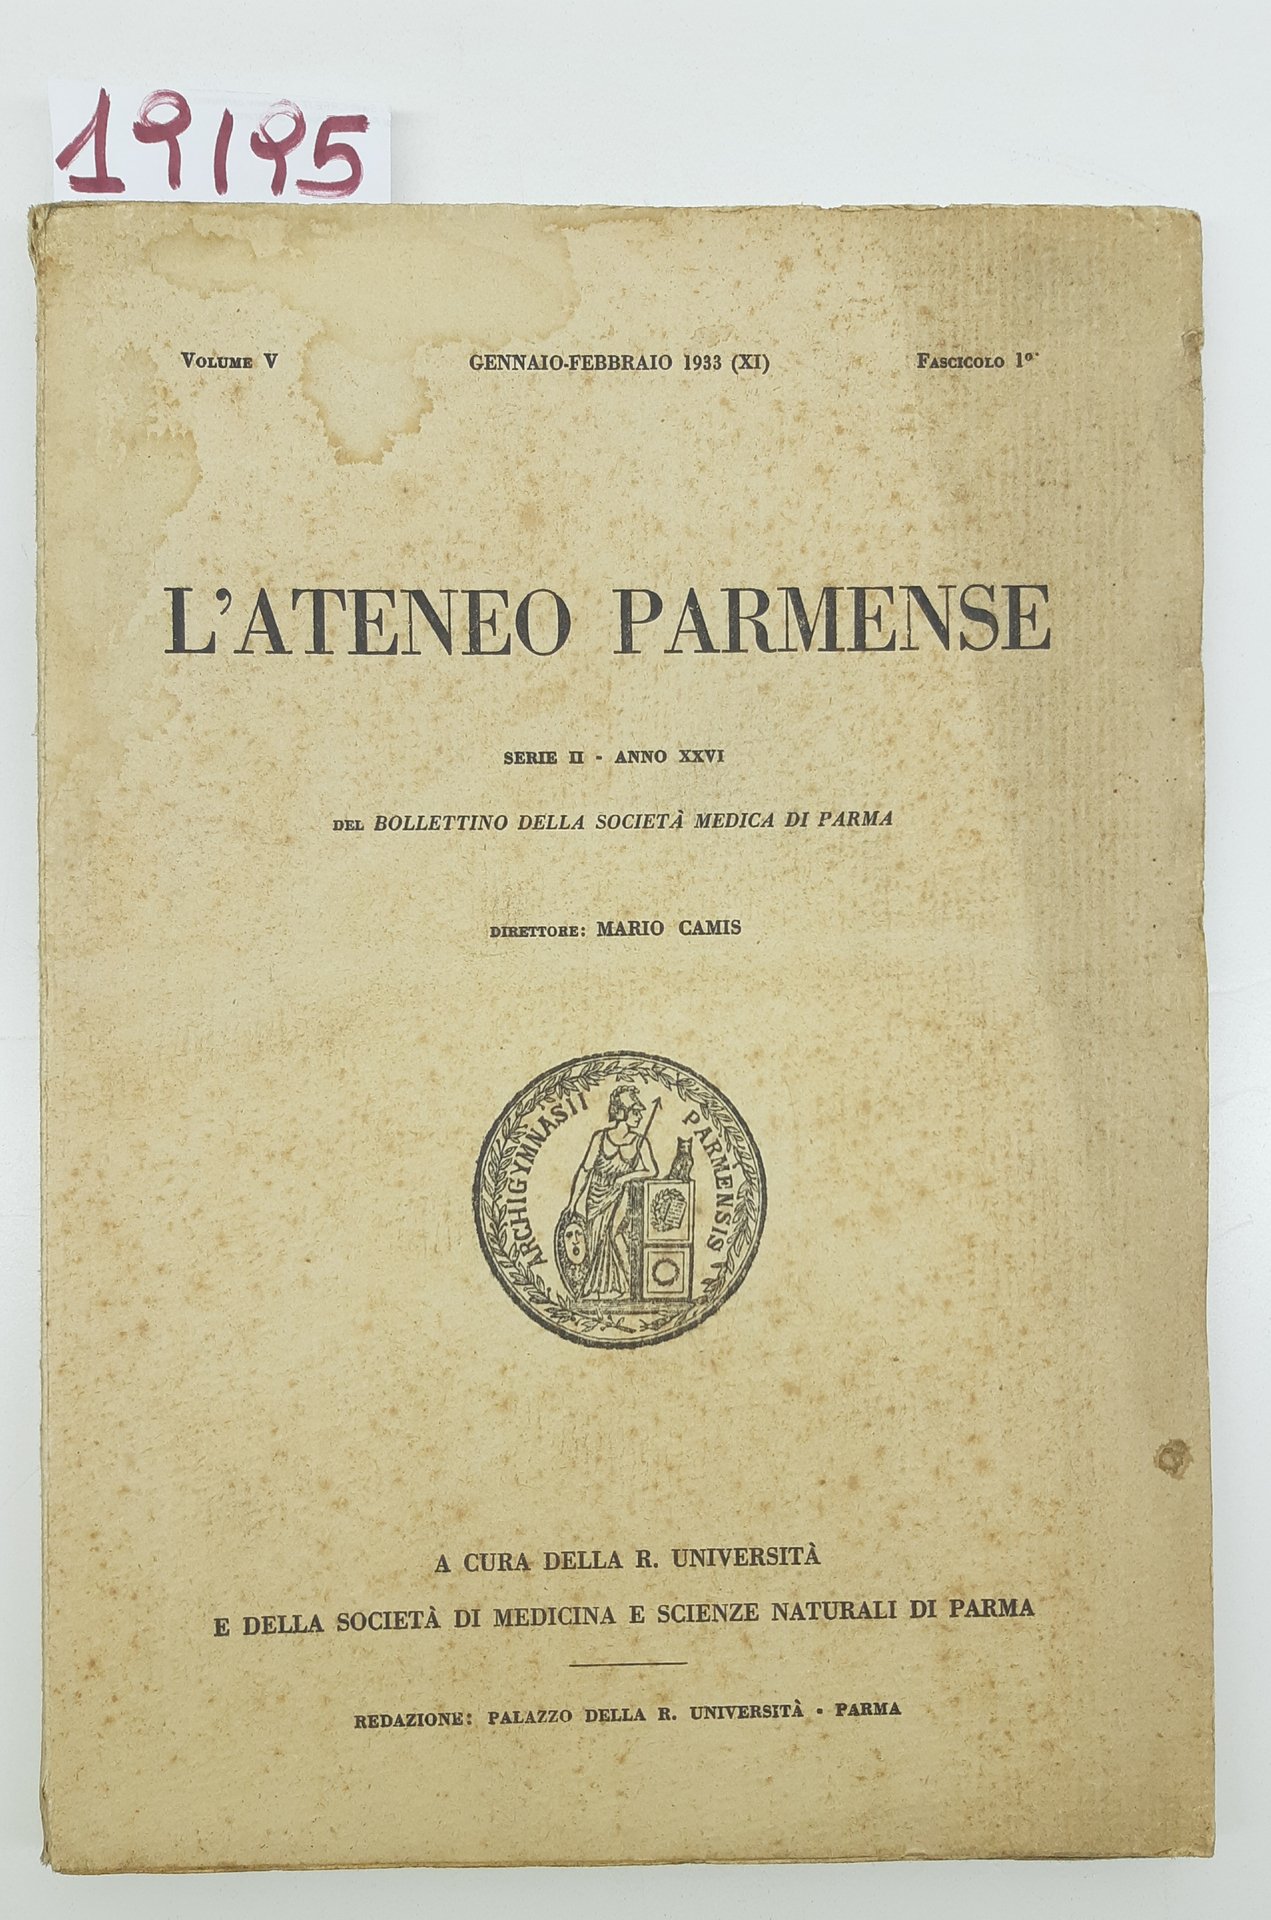 19195
VOLUME V GENNAIO-FEBBRAIO 1933 (XI) FASCICOLO 1º
L'ATENEO PARMENSE
SERIE II - ANNO XXVI
DEL BOLLETTINO DELLA SOCIETÀ MEDICA DI PARMA
DIRETTORE: MARIO CAMIS
ARCHIGYMNASII PARMENSIS
A CURA DELLA R. UNIVERSITÀ
E DELLA SOCIETÀ DI MEDICINA E SCIENZE NATURALI DI PARMA
REDAZIONE: PALAZZO DELLA R. UNIVERSITÀ - PARMA